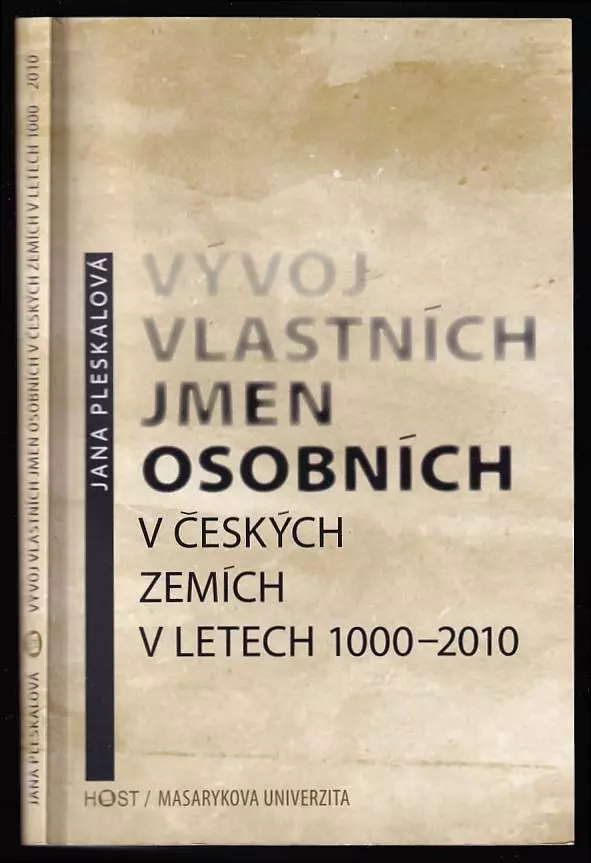 JANA PLESKALOVÁ VÝVOJ VLASTNÍCH JMEN OSOBNÍCH V ČESKÝCH ZEMÍCH V LETECH 1000–2010
JANA PLESKALOVÁ
VÝVOJ
VLASTNÍCH
JMEN
OSOBNÍCH
V ČESKÝCH
ZEMÍCH
V LETECH 1000–2010
HOST / MASARYKOVA UNIVERZITA